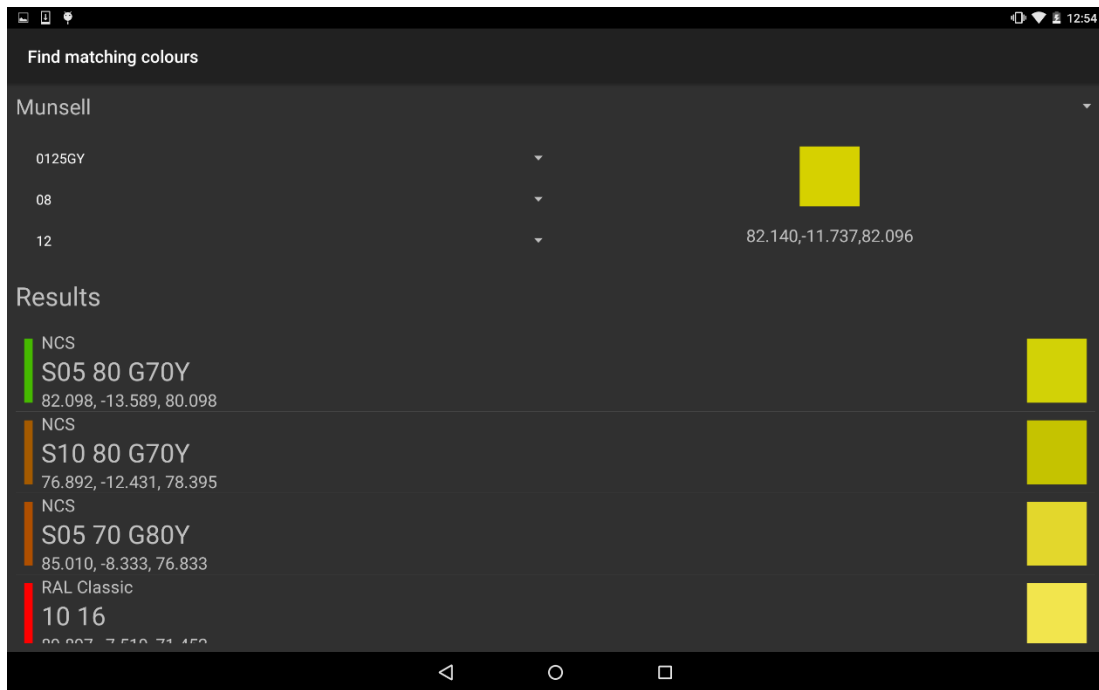 12:54
Find matching colours
Munsell
0125GY
08
12
82.140,-11.737,82.096
Results
NCS
S05 80 G70Y
82.098, -13.589, 80.098
NCS
S10 80 G70Y
76.892, -12.431, 78.395
NCS
S05 70 G80Y
85.010, -8.333, 76.833
RAL Classic
10 16